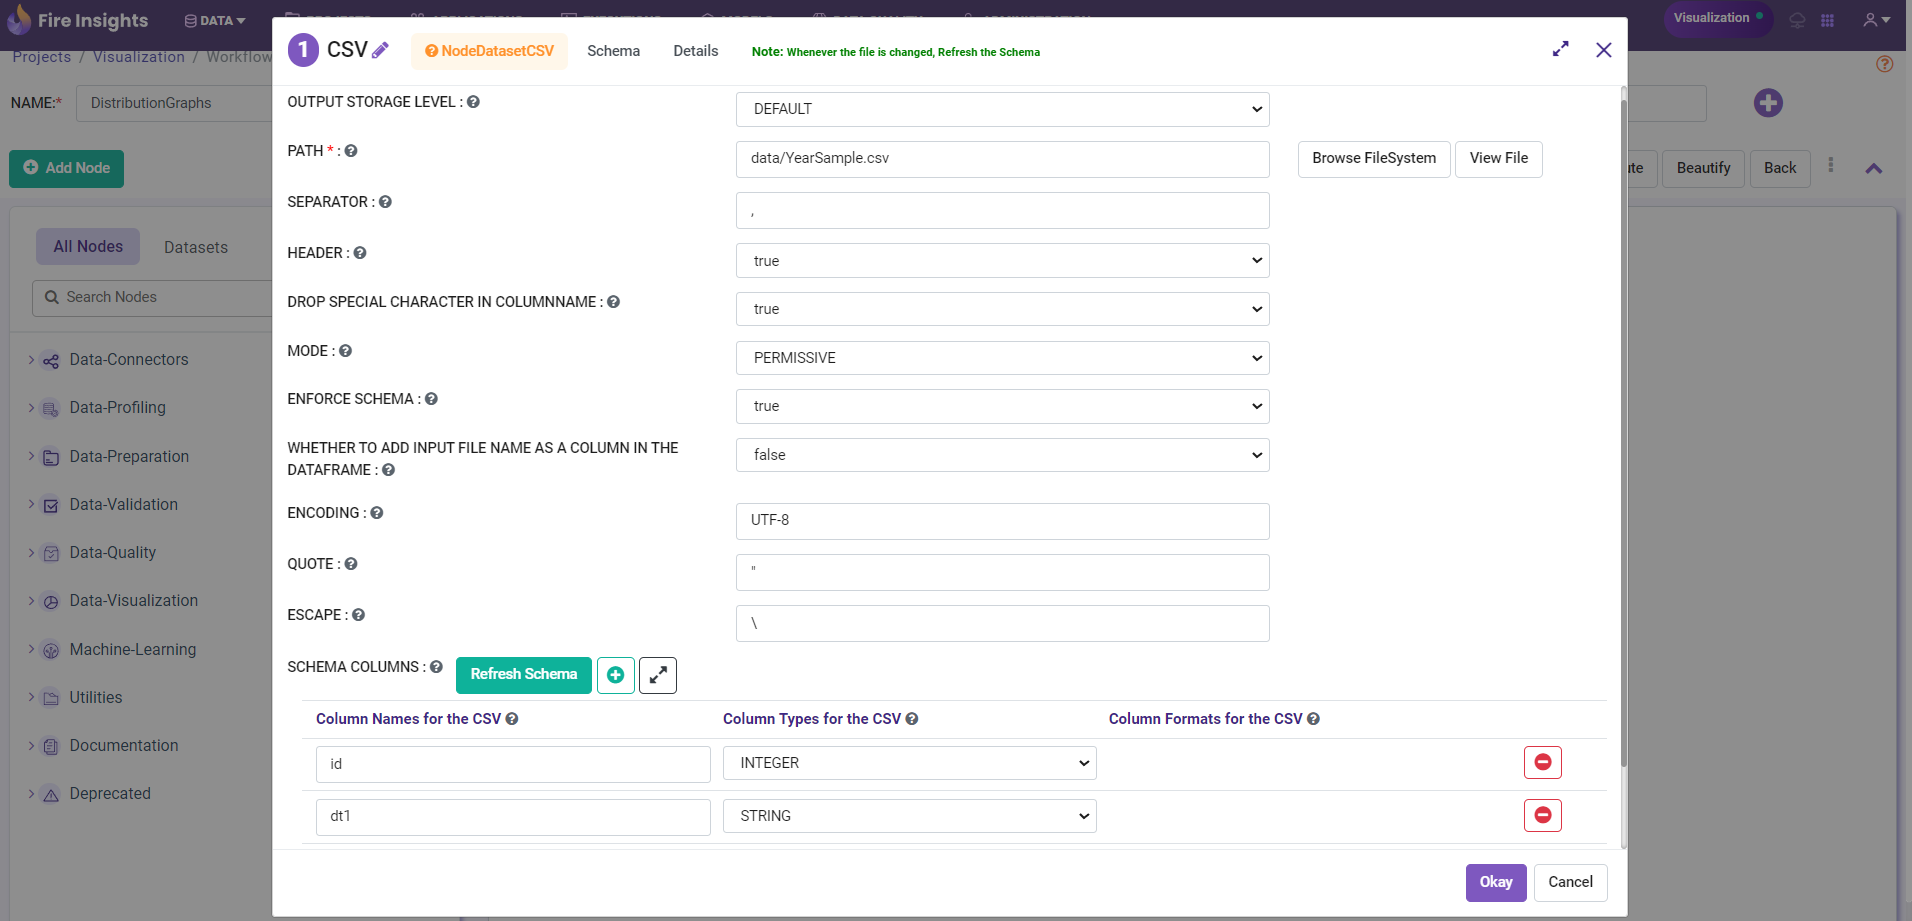 Fire Insights
DATA
Visualization
Projects / Visualization / Workflow
NAME:*
DistributionGraphs
Add Node
Beautify
Back
All Nodes
Datasets
Search Nodes
Data-Connectors
Data-Profiling
Data-Preparation
Data-Validation
Data-Quality
Data-Visualization
Machine-Learning
Utilities
Documentation
Deprecated
1 CSV
NodeDatasetCSV
Schema
Details
Note: Whenever the file is changed, Refresh the Schema
OUTPUT STORAGE LEVEL :
DEFAULT
PATH * :
data/YearSample.csv
Browse FileSystem
View File
SEPARATOR :
,
HEADER :
true
DROP SPECIAL CHARACTER IN COLUMNNAME :
true
MODE :
PERMISSIVE
ENFORCE SCHEMA :
true
WHETHER TO ADD INPUT FILE NAME AS A COLUMN IN THE
DATAFRAME :
false
ENCODING :
UTF-8
QUOTE :
"
ESCAPE :
\
SCHEMA COLUMNS :
Refresh Schema
Column Names for the CSV
Column Types for the CSV
Column Formats for the CSV
id
INTEGER
dt1
STRING
Okay
Cancel